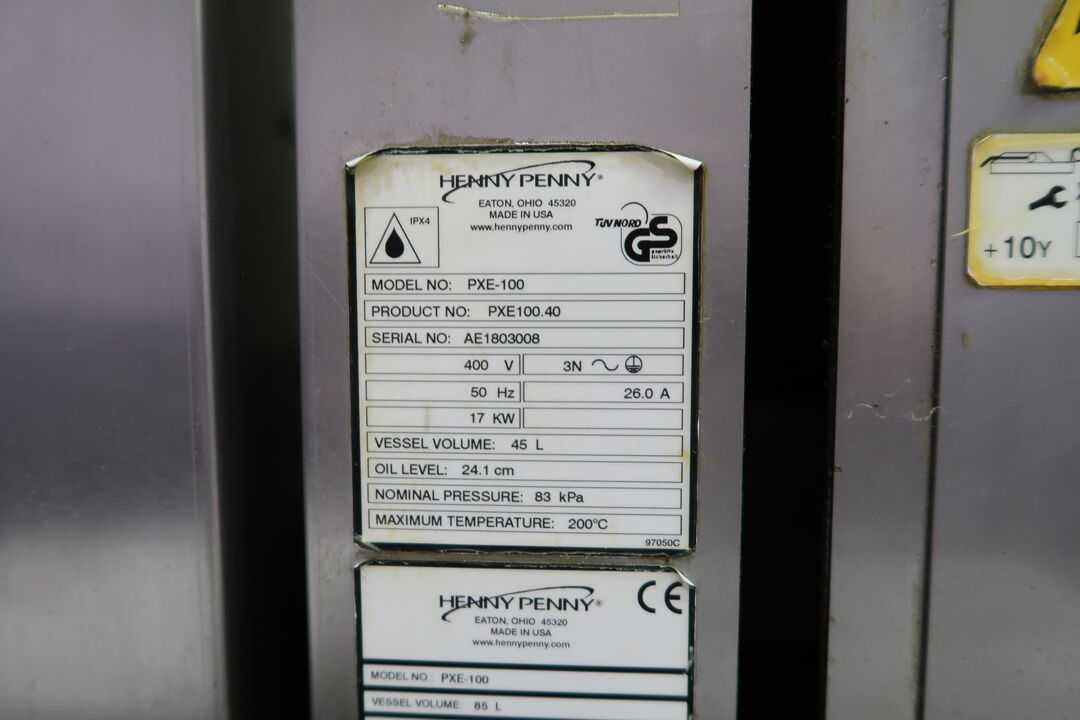 HENNY PENNY®
EATON, OHIO 45320
MADE IN USA
www.hennypenny.com
IPX4
TÜV NORD
GS
geprüfte
Sicherheit
MODEL NO: PXE-100
PRODUCT NO: PXE100.40
SERIAL NO: AE1803008
400 V
3N
50 Hz
26.0 A
17 KW
VESSEL VOLUME: 45 L
OIL LEVEL: 24.1 cm
NOMINAL PRESSURE: 83 kPa
MAXIMUM TEMPERATURE: 200°C
97050C
HENNY PENNY®
CE
EATON, OHIO 45320
MADE IN USA
www.hennypenny.com
MODEL NO.: PXE-100
VESSEL VOLUME: 85 L
+10Y